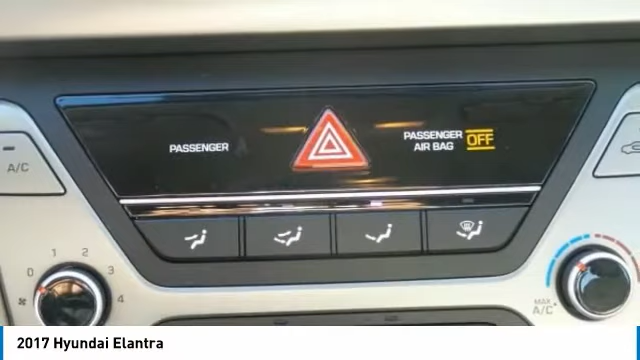 PASSENGER
PASSENGER
AIR BAG
OFF
A/C
0
1
2
3
4
MAX
A/C
2017 Hyundai Elantra